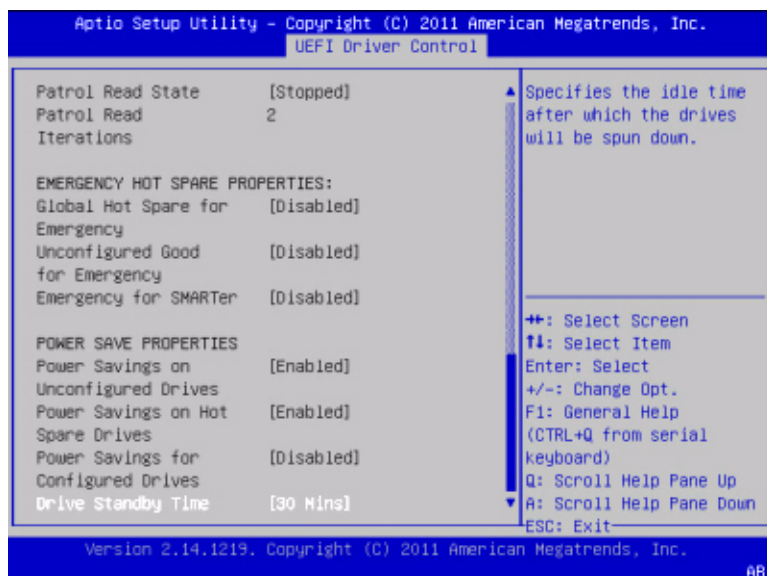 Aptio Setup Utility – Copyright (C) 2011 American Megatrends, Inc.
UEFI Driver Control
Patrol Read State [Stopped]
Patrol Read 2
Iterations
EMERGENCY HOT SPARE PROPERTIES:
Global Hot Spare for [Disabled]
Emergency
Unconfigured Good [Disabled]
for Emergency
Emergency for SMARTer [Disabled]
POWER SAVE PROPERTIES
Power Savings on [Enabled]
Unconfigured Drives
Power Savings on Hot [Enabled]
Spare Drives
Power Savings for [Disabled]
Configured Drives
Drive Standby Time [30 Mins]
Specifies the idle time
after which the drives
will be spun down.
→←: Select Screen
↑↓: Select Item
Enter: Select
+/-: Change Opt.
F1: General Help
(CTRL+Q from serial
keyboard)
Q: Scroll Help Pane Up
A: Scroll Help Pane Down
ESC: Exit
Version 2.14.1219. Copyright (C) 2011 American Megatrends, Inc.
AB